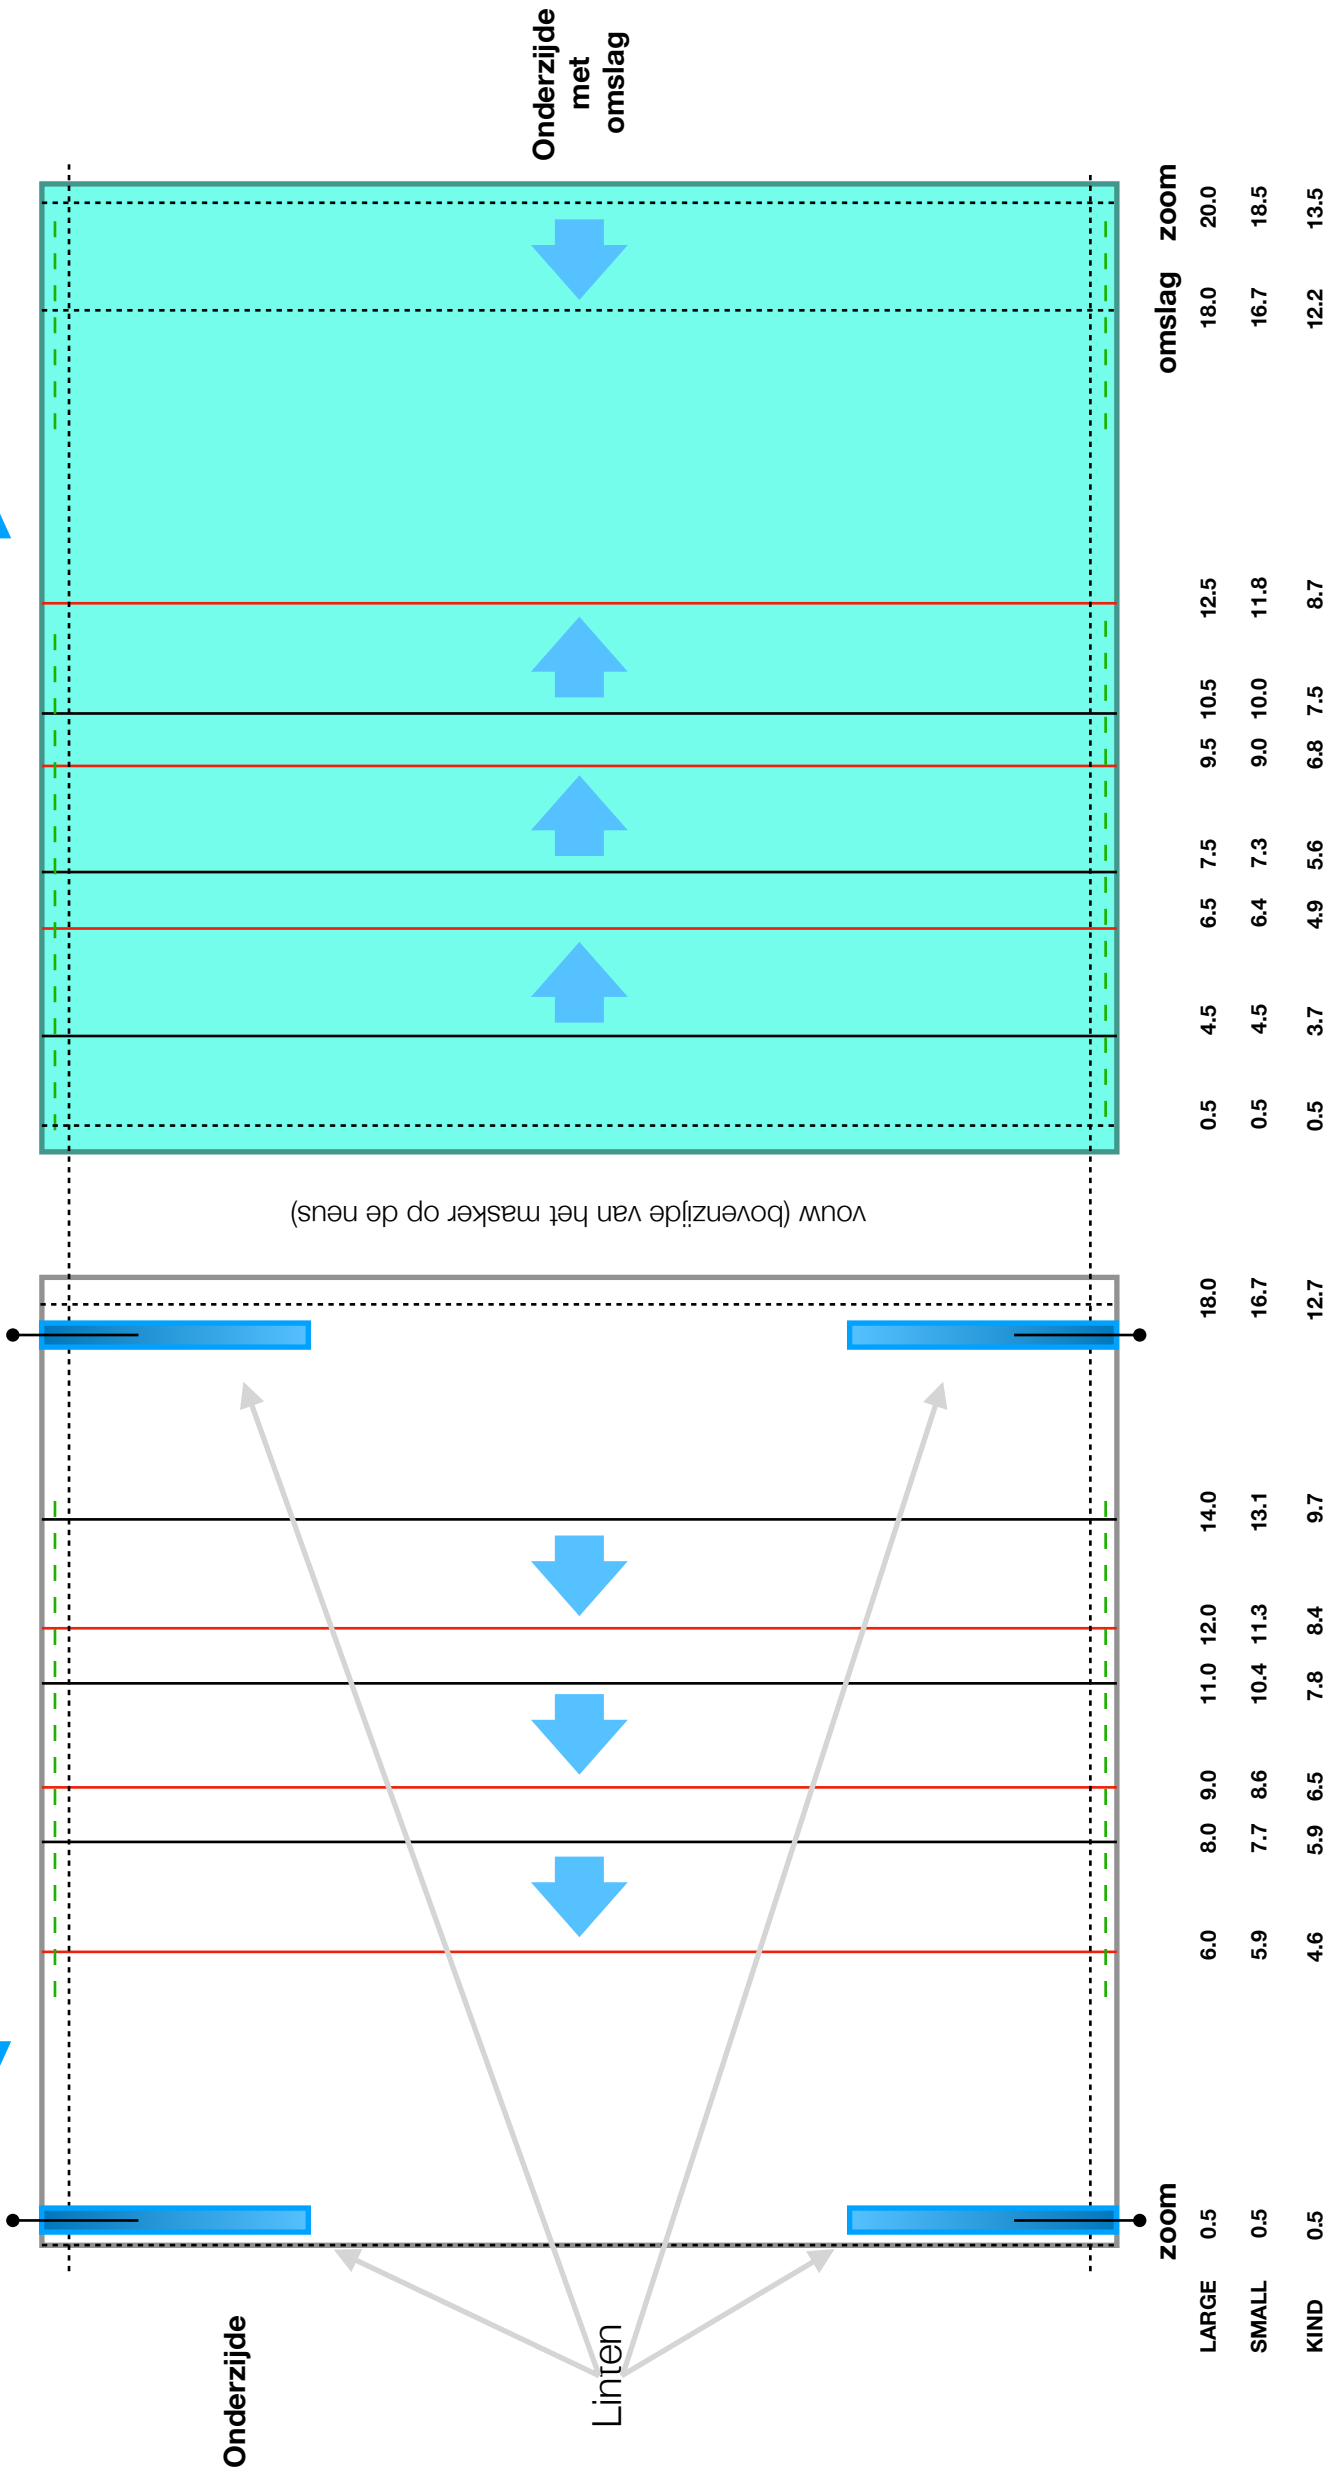 Onderzijde
Linten
vouw (bovenzijde van het masker op de neus)
Onderzijde
met
omslag
zoom omslag zoom
LARGE 0.5 6.0 8.0 9.0 11.0 12.0 14.0 18.0 0.5 4.5 6.5 7.5 9.5 10.5 12.5 18.0 20.0
SMALL 0.5 5.9 7.7 8.6 10.4 11.3 13.1 16.7 0.5 4.5 6.4 7.3 9.0 10.0 11.8 16.7 18.5
KIND 0.5 4.6 5.9 6.5 7.8 8.4 9.7 12.7 0.5 3.7 4.9 5.6 6.8 7.5 8.7 12.2 13.5